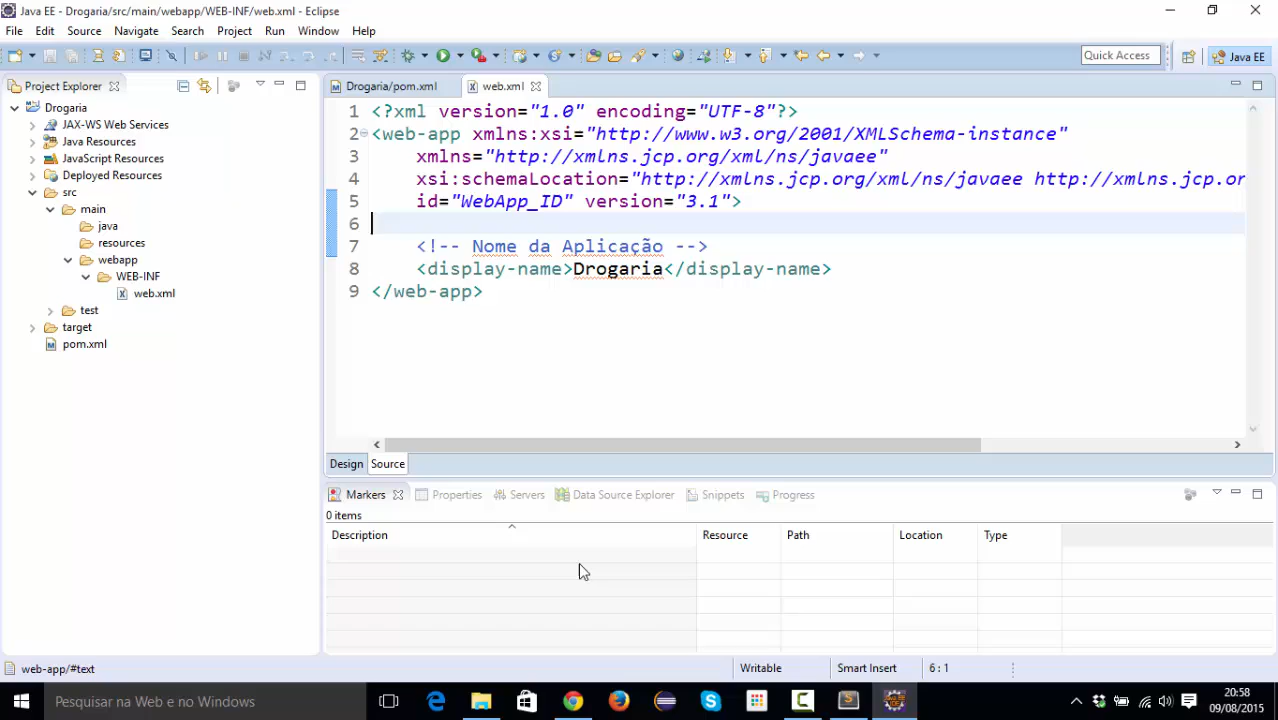 Java EE - Drogaria/src/main/webapp/WEB-INF/web.xml - Eclipse
File Edit Source Navigate Search Project Run Window Help
Quick Access
Java EE
Project Explorer
Drogaria/pom.xml
web.xml
Drogaria
JAX-WS Web Services
Java Resources
JavaScript Resources
Deployed Resources
src
main
java
resources
webapp
WEB-INF
web.xml
test
target
pom.xml
1 <?xml version="1.0" encoding="UTF-8"?>
2 <web-app xmlns:xsi="http://www.w3.org/2001/XMLSchema-instance"
3 xmlns="http://xmlns.jcp.org/xml/ns/javaee"
4 xsi:schemaLocation="http://xmlns.jcp.org/xml/ns/javaee http://xmlns.jcp.or
5 id="WebApp_ID" version="3.1">
6
7 <!-- Nome da Aplicação -->
8 <display-name>Drogaria</display-name>
9 </web-app>
Design Source
Markers Properties Servers Data Source Explorer Snippets Progress
0 items
Description Resource Path Location Type
web-app/#text Writable Smart Insert 6 : 1
Pesquisar na Web e no Windows
20:58
09/08/2015